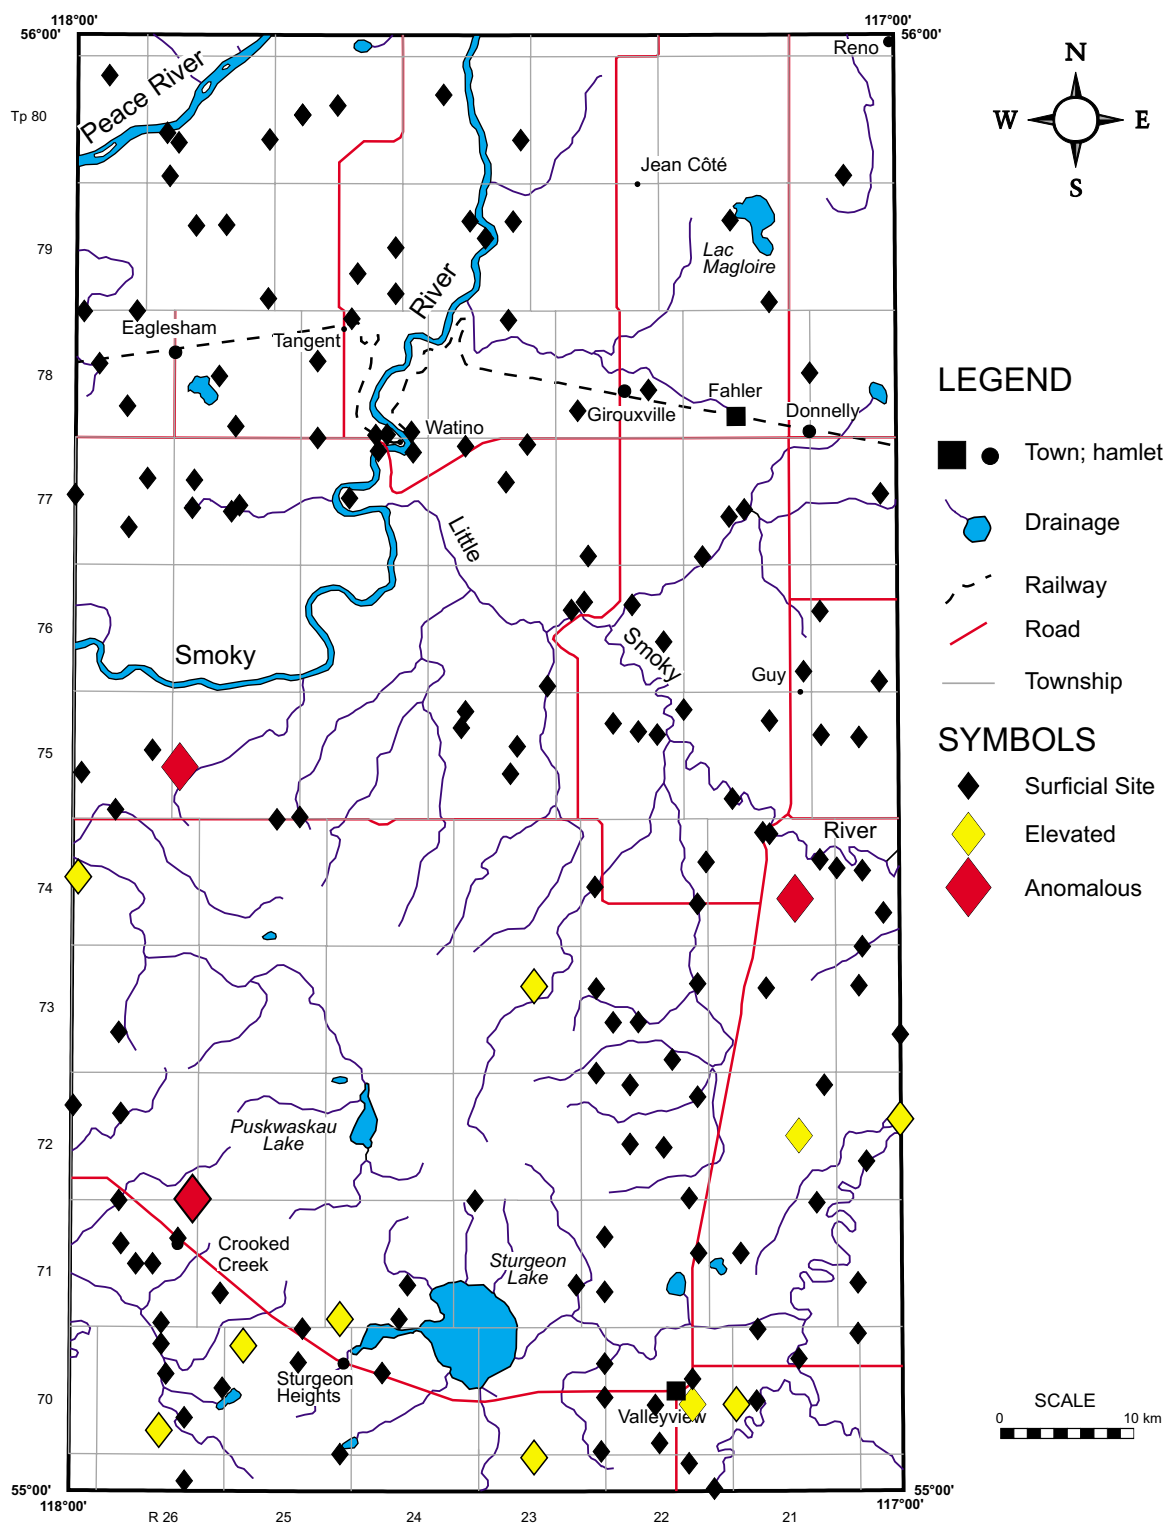 118°00'
117°00'
56°00'
56°00'
Reno
N
W
E
S
Peace River
Tp 80
Jean Côté
79
Lac
Magloire
River
Eaglesham
Tangent
78
Fahler
Girouxville
Donnelly
Watino
LEGEND
Town; hamlet
77
Little
Drainage
Railway
76
Smoky
Smoky
Road
Guy
Township
75
SYMBOLS
Surficial Site
River
Elevated
74
Anomalous
73
Puskwaskau
Lake
72
Crooked
Creek
Sturgeon
Lake
71
Sturgeon
Heights
70
Valleyview
SCALE
0
10 km
55°00'
55°00'
118°00'
117°00'
R 26
25
24
23
22
21